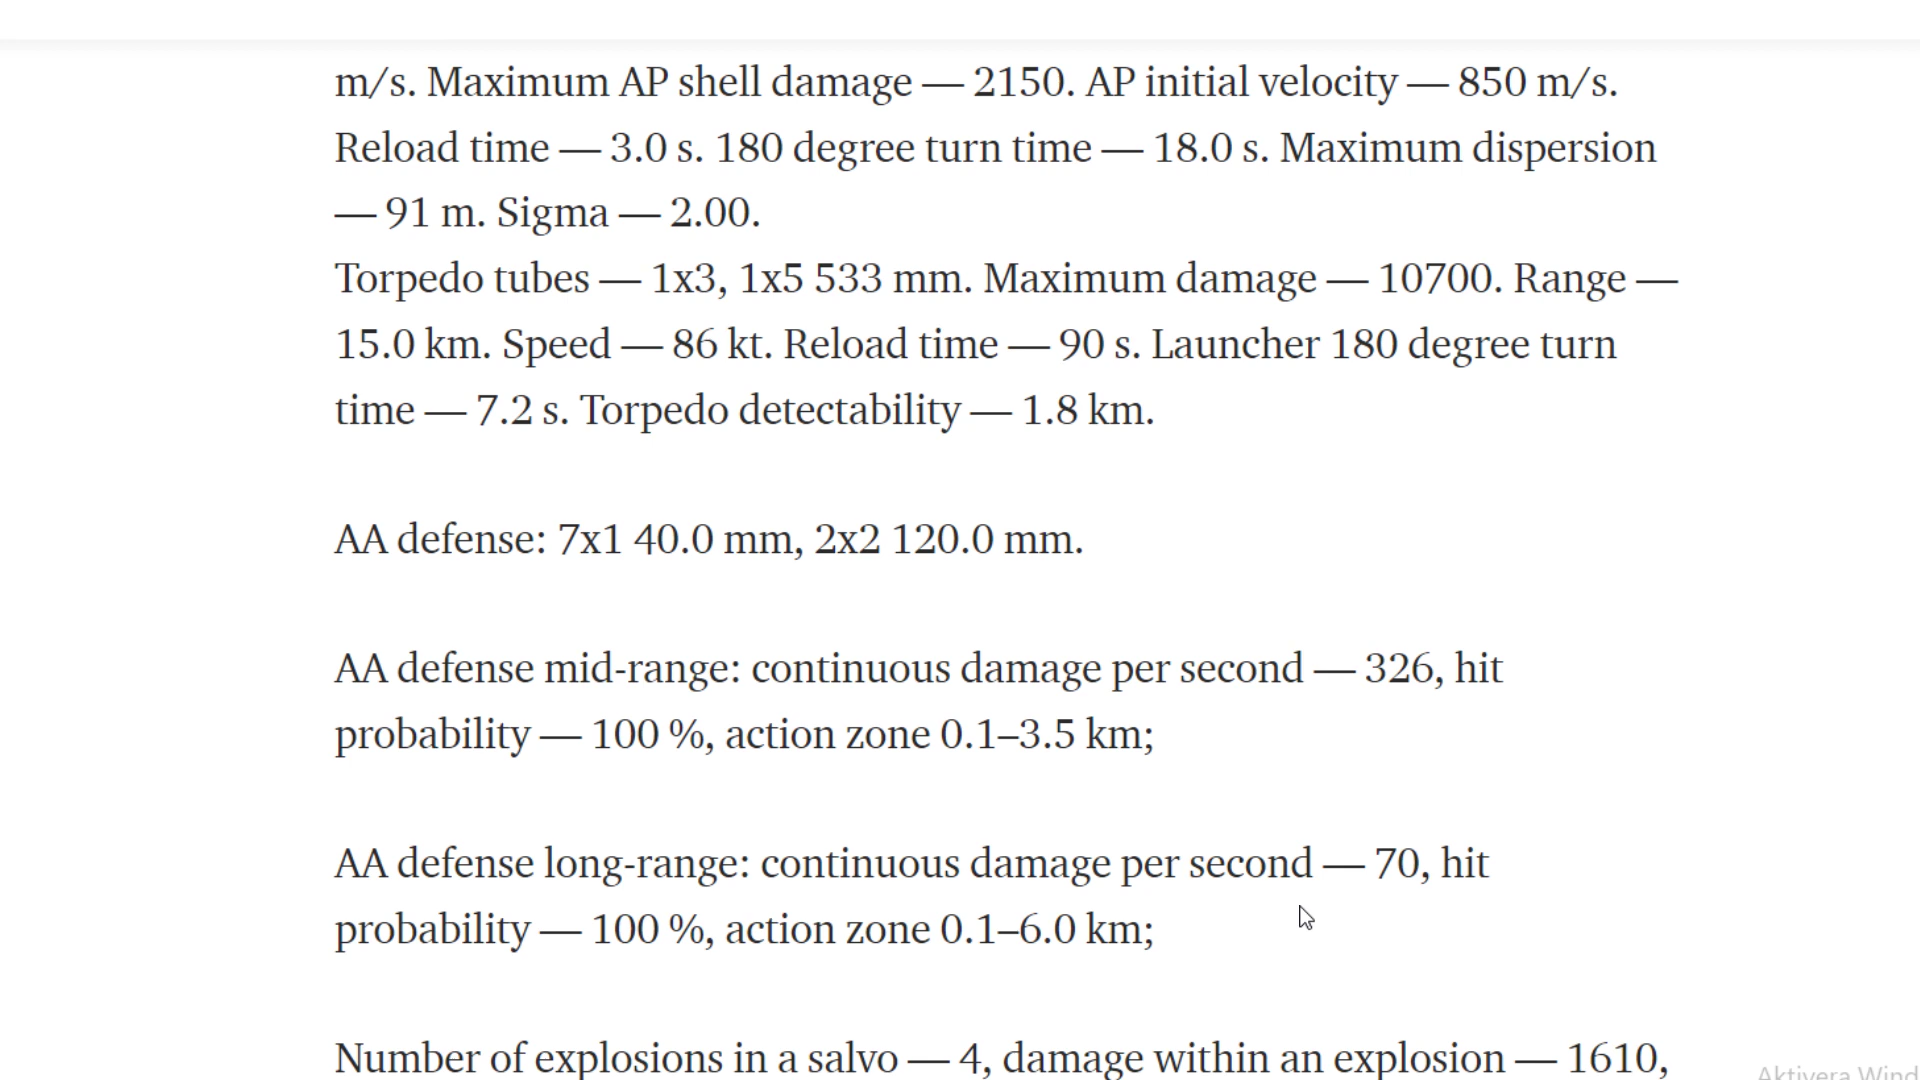 m/s. Maximum AP shell damage — 2150. AP initial velocity — 850 m/s.
Reload time — 3.0 s. 180 degree turn time — 18.0 s. Maximum dispersion
— 91 m. Sigma — 2.00.
Torpedo tubes — 1x3, 1x5 533 mm. Maximum damage — 10700. Range —
15.0 km. Speed — 86 kt. Reload time — 90 s. Launcher 180 degree turn
time — 7.2 s. Torpedo detectability — 1.8 km.
AA defense: 7x1 40.0 mm, 2x2 120.0 mm.
AA defense mid-range: continuous damage per second — 326, hit
probability — 100 %, action zone 0.1–3.5 km;
AA defense long-range: continuous damage per second — 70, hit
probability — 100 %, action zone 0.1–6.0 km;
Number of explosions in a salvo — 4, damage within an explosion — 1610,
Aktivera Wind